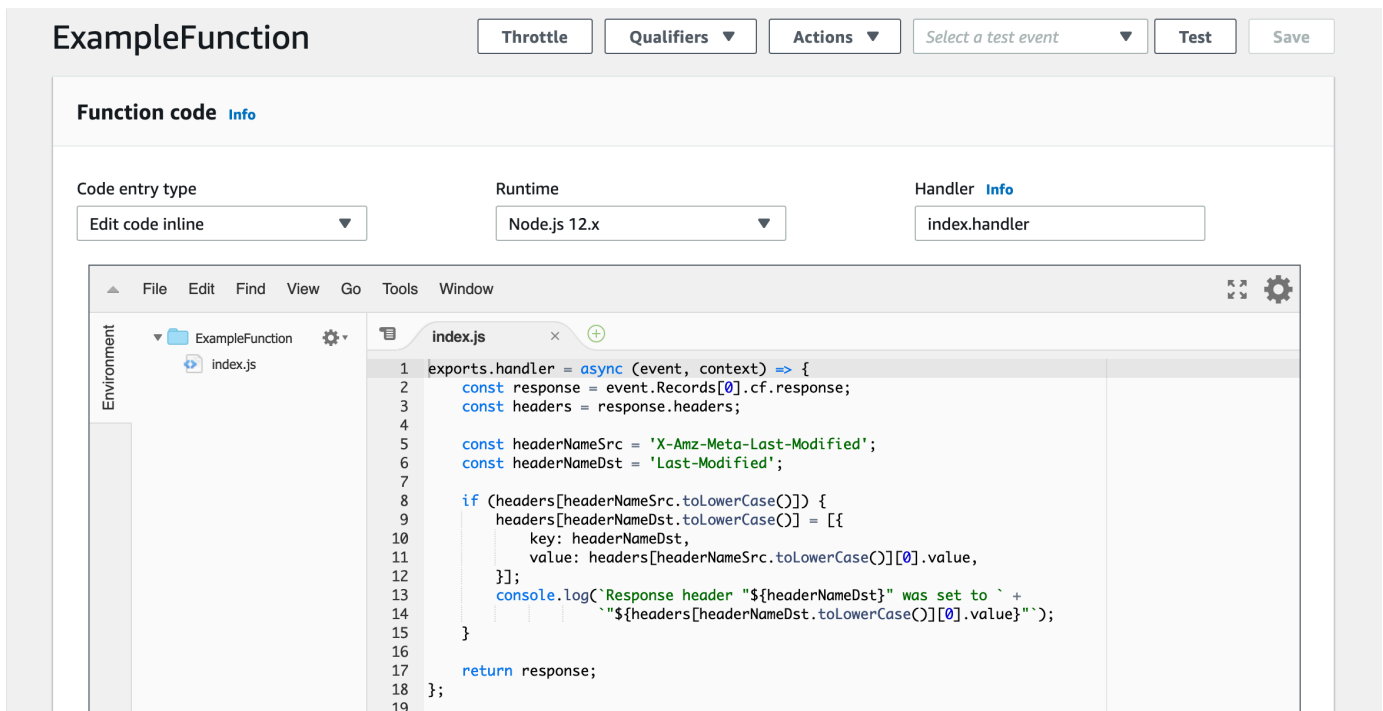 ExampleFunction Throttle Qualifiers Actions Select a test event Test Save
Function code Info
Code entry type Runtime Handler Info
Edit code inline Node.js 12.x index.handler
File Edit Find View Go Tools Window
Environment
ExampleFunction
index.js
index.js
1 exports.handler = async (event, context) => {
2     const response = event.Records[0].cf.response;
3     const headers = response.headers;
4
5     const headerNameSrc = 'X-Amz-Meta-Last-Modified';
6     const headerNameDst = 'Last-Modified';
7
8     if (headers[headerNameSrc.toLowerCase()]) {
9         headers[headerNameDst.toLowerCase()] = [{
10             key: headerNameDst,
11             value: headers[headerNameSrc.toLowerCase()][0].value,
12         }];
13         console.log(`Response header "${headerNameDst}" was set to ` +
14                     `"${headers[headerNameDst.toLowerCase()][0].value}"`);
15     }
16
17     return response;
18 };
19